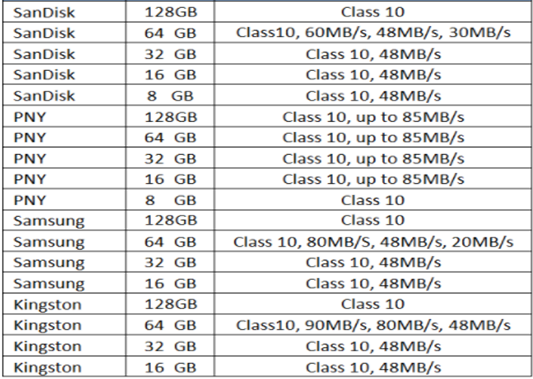 SanDisk 128GB Class 10
SanDisk 64 GB Class10, 60MB/s, 48MB/s, 30MB/s
SanDisk 32 GB Class 10, 48MB/s
SanDisk 16 GB Class 10, 48MB/s
SanDisk 8 GB Class 10, 48MB/s
PNY 128GB Class 10, up to 85MB/s
PNY 64 GB Class 10, up to 85MB/s
PNY 32 GB Class 10, up to 85MB/s
PNY 16 GB Class 10, up to 85MB/s
PNY 8 GB Class 10
Samsung 128GB Class 10
Samsung 64 GB Class 10, 80MB/S, 48MB/s, 20MB/s
Samsung 32 GB Class 10, 48MB/s
Samsung 16 GB Class 10, 48MB/s
Kingston 128GB Class 10
Kingston 64 GB Class10, 90MB/s, 80MB/s, 48MB/s
Kingston 32 GB Class 10, 48MB/s
Kingston 16 GB Class 10, 48MB/s